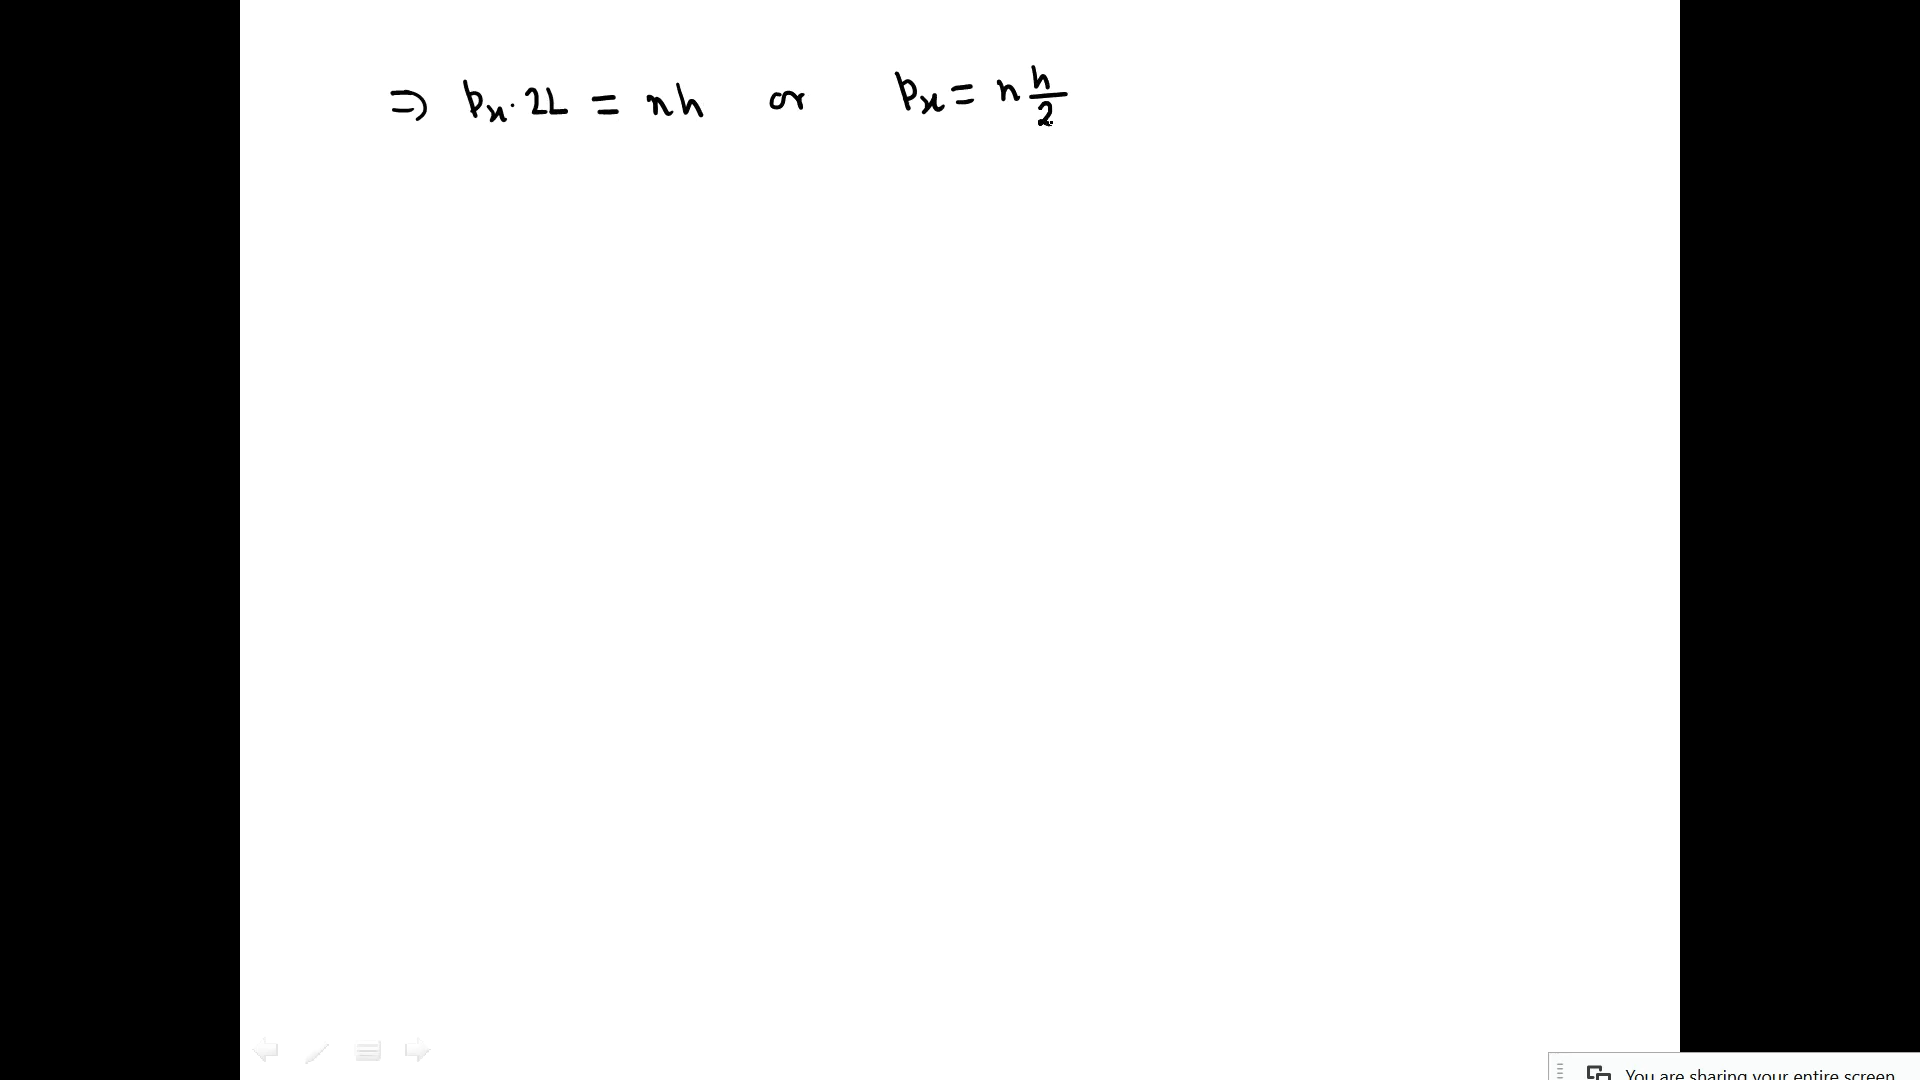 ⇒ pₓ · 2L = nh or pₓ = n h/2
You are sharing your entire screen